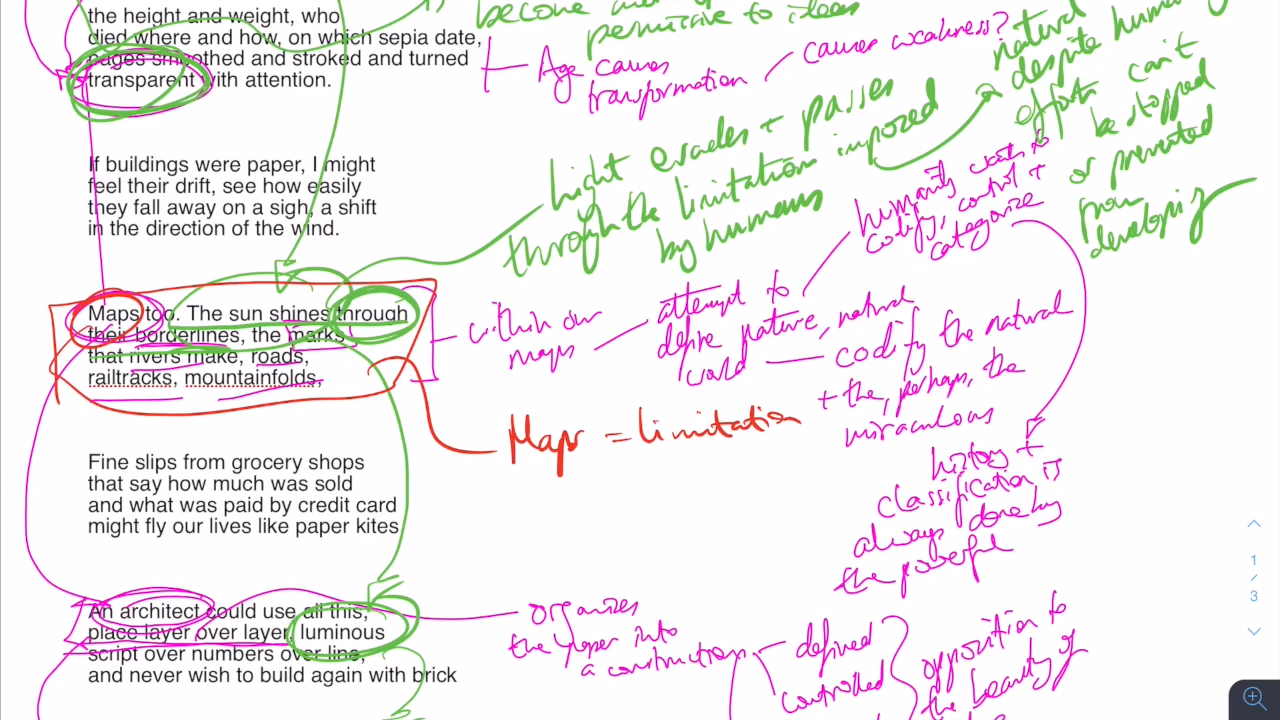 the height and weight, who
died where and how, on which sepia date,
pages smoothed and stroked and turned
transparent with attention.
If buildings were paper, I might
feel their drift, see how easily
they fall away on a sigh, a shift
in the direction of the wind.
Maps too. The sun shines through
their borderlines, the marks
that rivers make, roads,
railtracks, mountainfolds,
Fine slips from grocery shops
that say how much was sold
and what was paid by credit card
might fly our lives like paper kites.
An architect could use all this,
place layer over layer, luminous
script over numbers over line,
and never wish to build again with brick
become
permissive to ideas
Age causes
transformation
causes weakness?
light erades + passes
through the limitation imposed
by humans
natural
despite human
efforts can't
be stopped
or prevented
from
developing
humanity wants to
codify, control +
categorize
within our
maps
attempt to
define nature, natural
world
codify the natural
+ the, perhaps, the
miraculous
Maps = limitation
history +
classification is
always done by
the powerful
organizes
the paper into
a construction
defined
controlled
opposition to
the beauty of
1
/
3